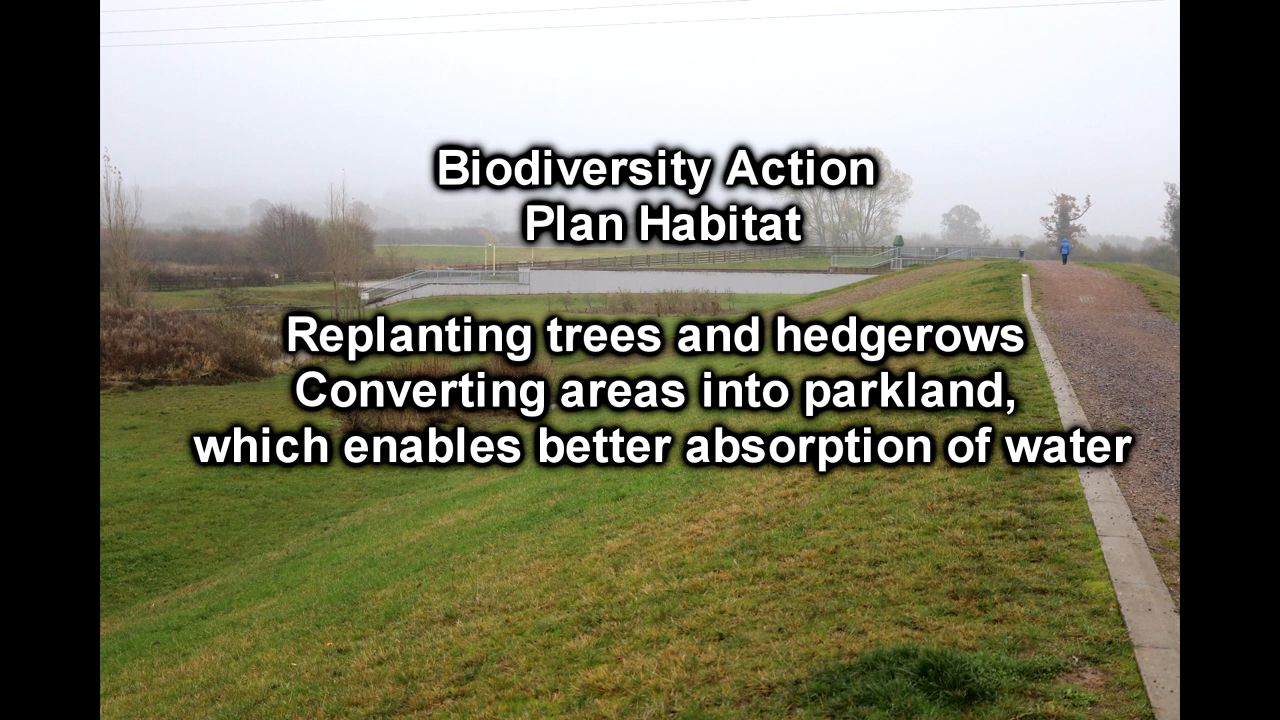 Biodiversity Action
Plan Habitat
Replanting trees and hedgerows
Converting areas into parkland,
which enables better absorption of water